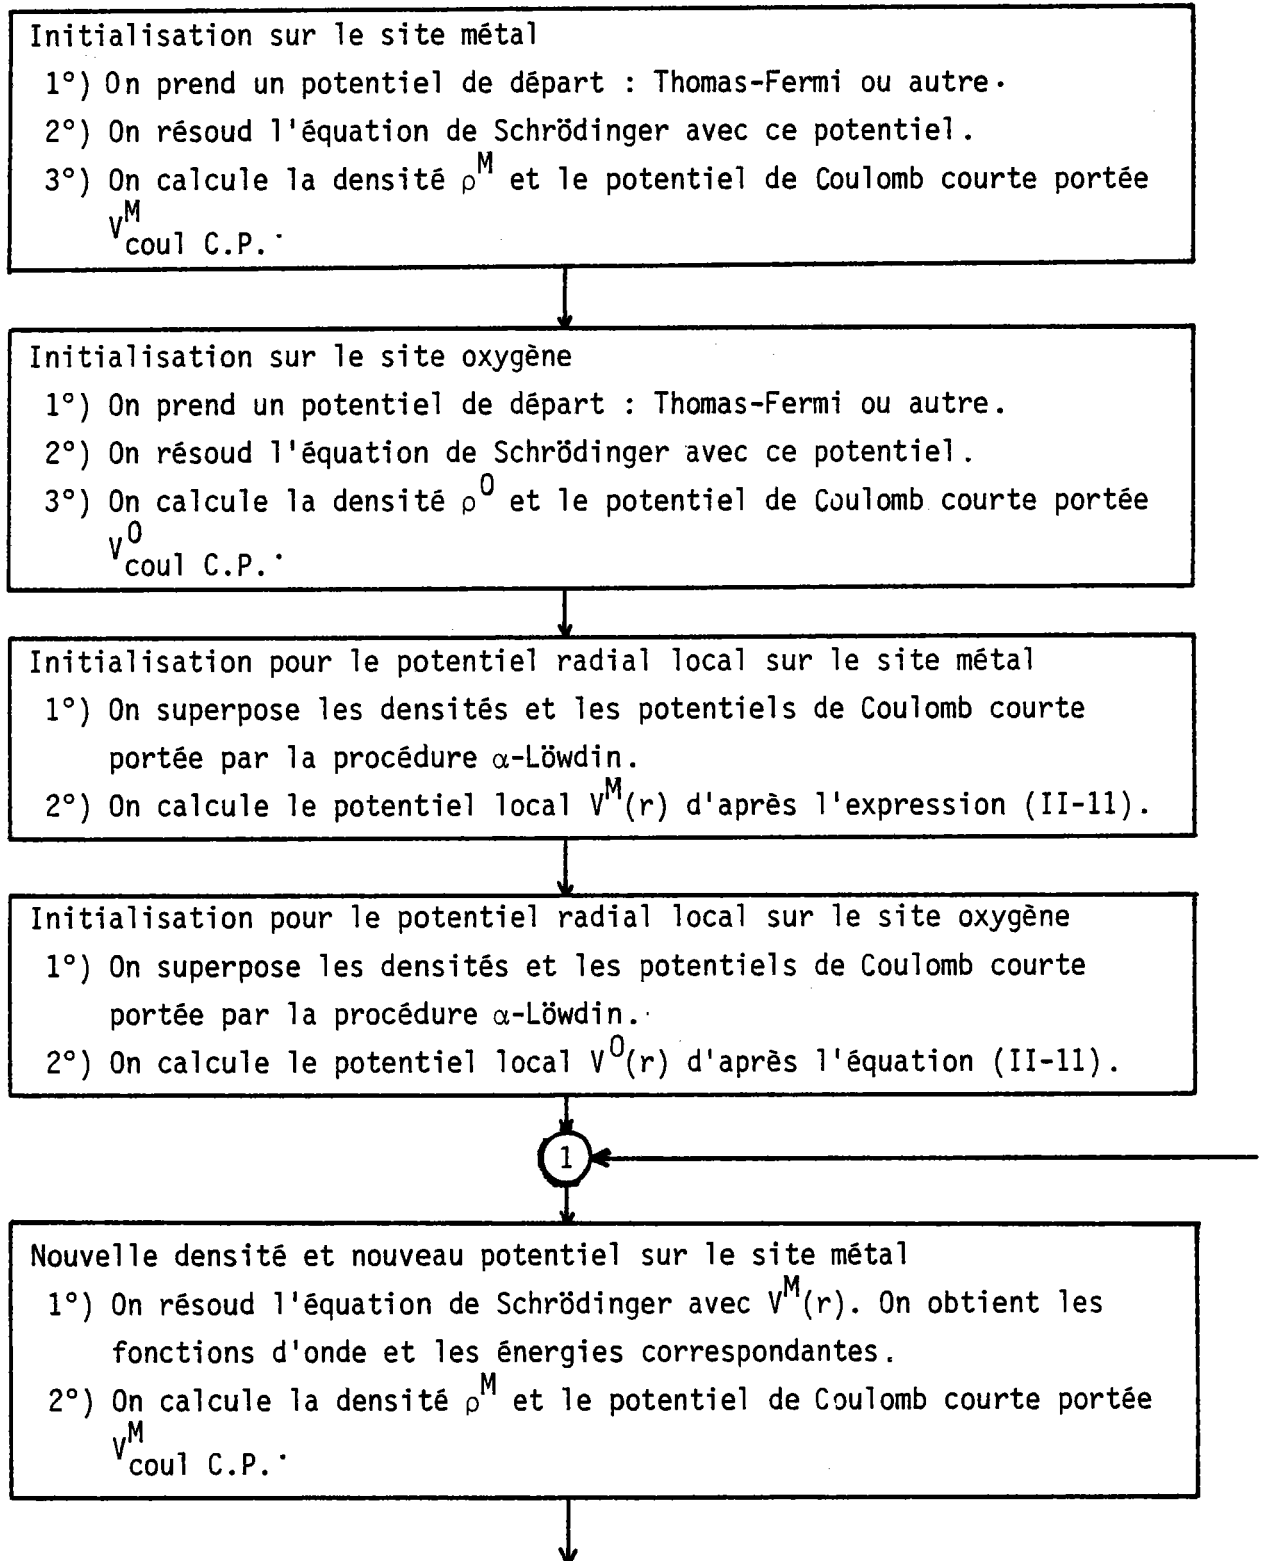 Initialisation sur le site métal
1°) On prend un potentiel de départ : Thomas-Fermi ou autre.
2°) On résoud l'équation de Schrödinger avec ce potentiel.
3°) On calcule la densité ρ^M et le potentiel de Coulomb courte portée
V^M_coul C.P.
Initialisation sur le site oxygène
1°) On prend un potentiel de départ : Thomas-Fermi ou autre.
2°) On résoud l'équation de Schrödinger avec ce potentiel.
3°) On calcule la densité ρ^O et le potentiel de Coulomb courte portée
V^O_coul C.P.
Initialisation pour le potentiel radial local sur le site métal
1°) On superpose les densités et les potentiels de Coulomb courte
portée par la procédure α-Löwdin.
2°) On calcule le potentiel local V^M(r) d'après l'expression (II-11).
Initialisation pour le potentiel radial local sur le site oxygène
1°) On superpose les densités et les potentiels de Coulomb courte
portée par la procédure α-Löwdin.
2°) On calcule le potentiel local V^O(r) d'après l'équation (II-11).
1
Nouvelle densité et nouveau potentiel sur le site métal
1°) On résoud l'équation de Schrödinger avec V^M(r). On obtient les
fonctions d'onde et les énergies correspondantes.
2°) On calcule la densité ρ^M et le potentiel de Coulomb courte portée
V^M_coul C.P.